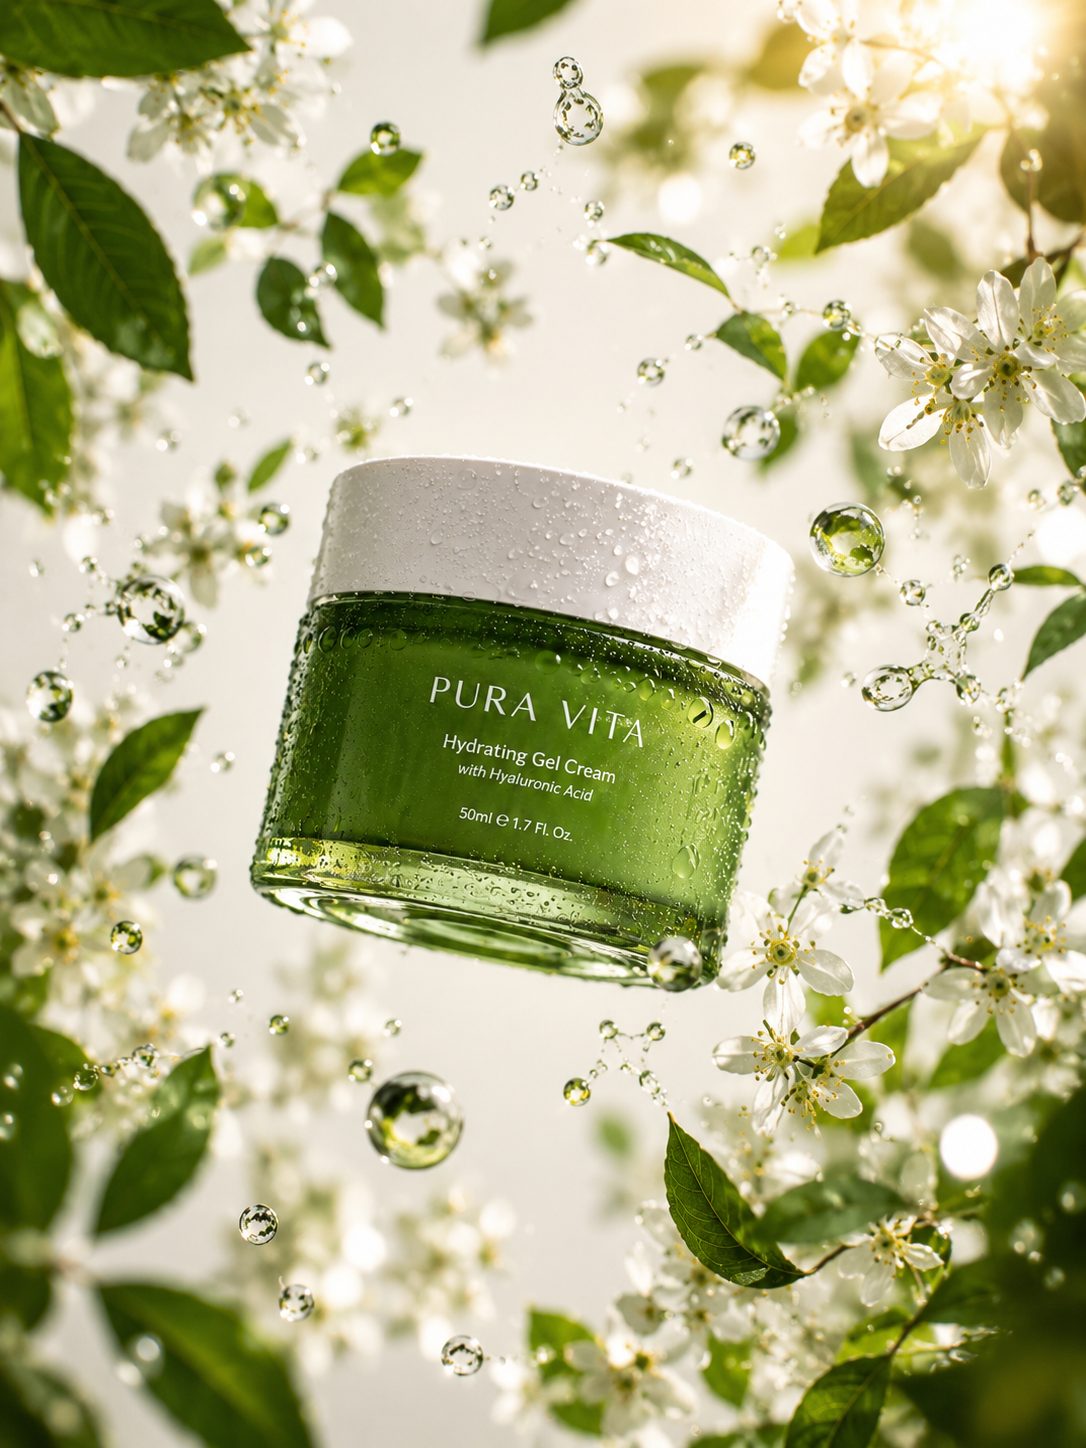 PURA VITA
Hydrating Gel Cream
with Hyaluronic Acid
50ml ℮ 1.7 Fl. Oz.